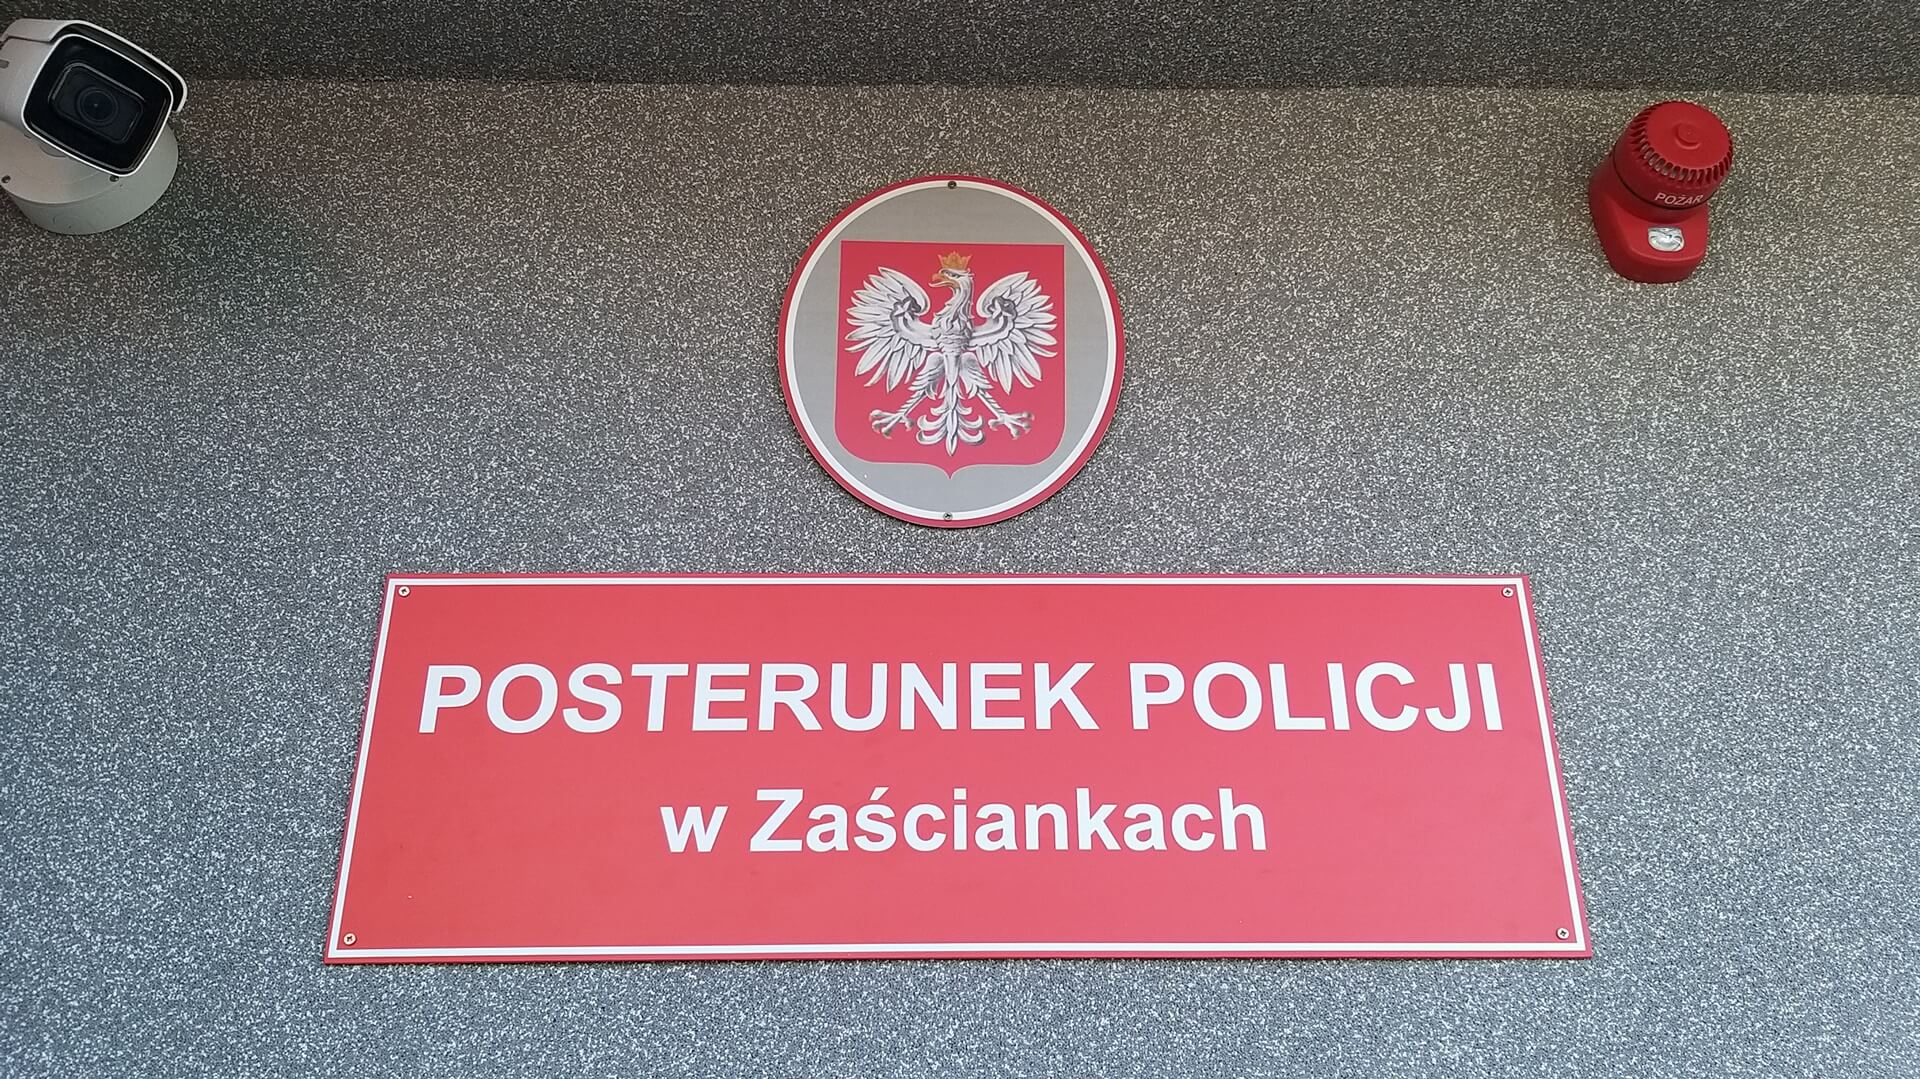 POŻAR
POSTERUNEK POLICJI
w Zaściankach